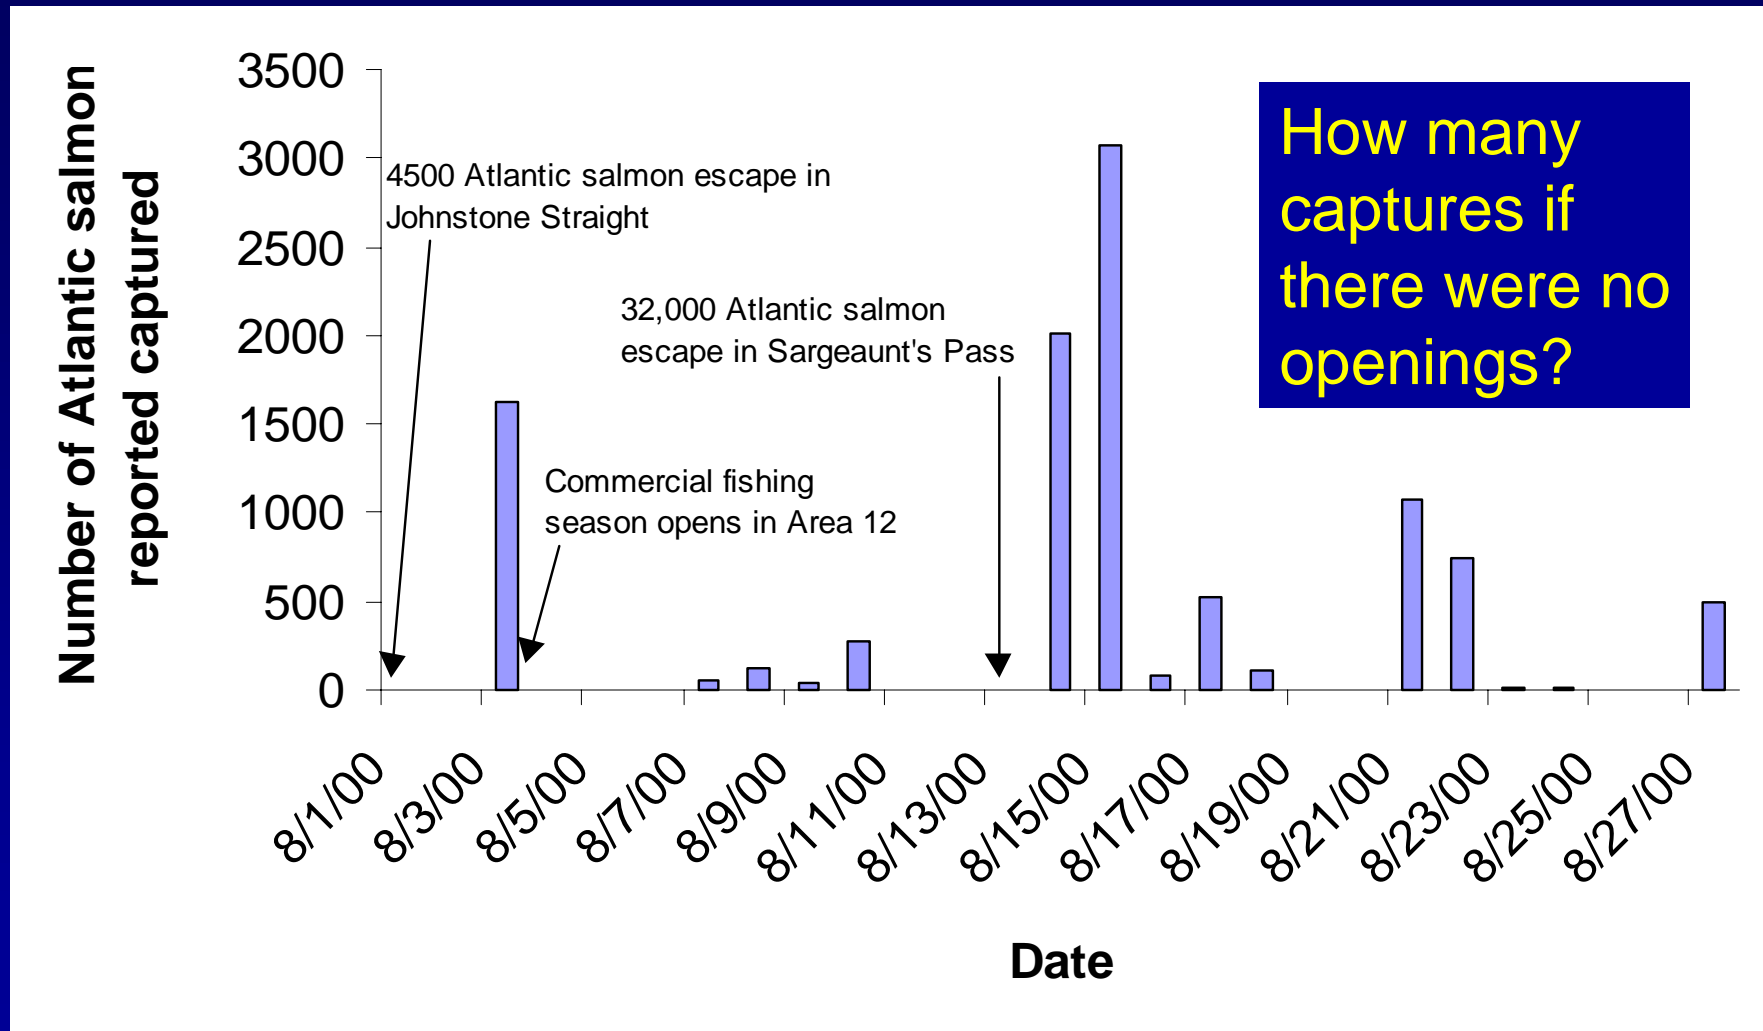 Number of Atlantic salmon
reported captured
3500
3000
2500
2000
1500
1000
500
0
4500 Atlantic salmon escape in
Johnstone Straight
32,000 Atlantic salmon
escape in Sargeaunt's Pass
Commercial fishing
season opens in Area 12
How many
captures if
there were no
openings?
8/1/00
8/3/00
8/5/00
8/7/00
8/9/00
8/11/00
8/13/00
8/15/00
8/17/00
8/19/00
8/21/00
8/23/00
8/25/00
8/27/00
Date